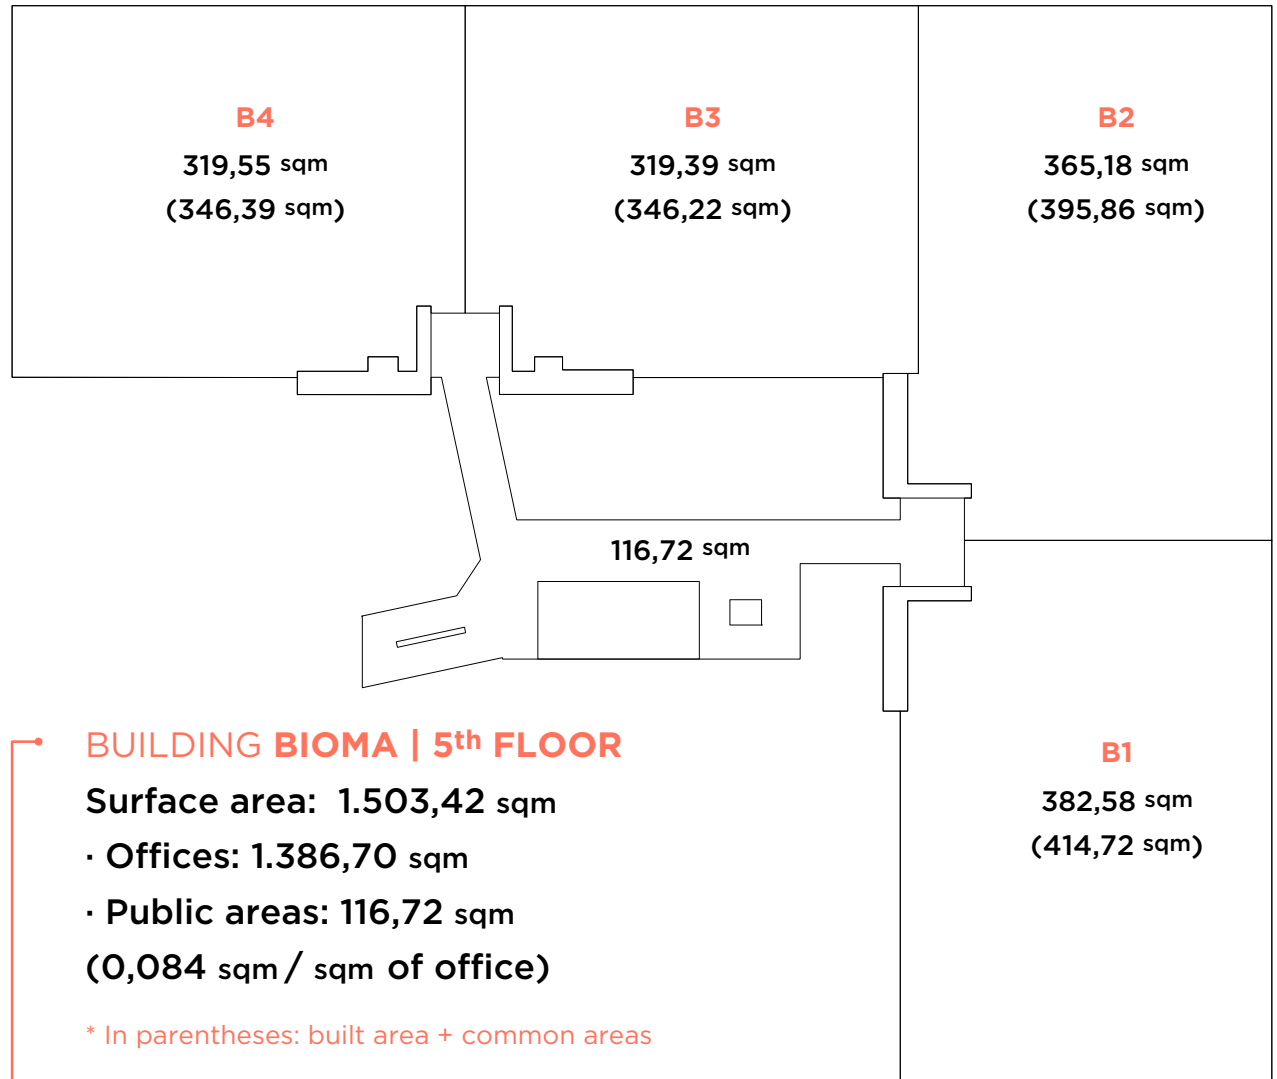 B4
319,55 sqm
(346,39 sqm)
B3
319,39 sqm
(346,22 sqm)
B2
365,18 sqm
(395,86 sqm)
116,72 sqm
B1
382,58 sqm
(414,72 sqm)
BUILDING BIOMA | 5th FLOOR
Surface area: 1.503,42 sqm
· Offices: 1.386,70 sqm
· Public areas: 116,72 sqm
(0,084 sqm / sqm of office)
* In parentheses: built area + common areas